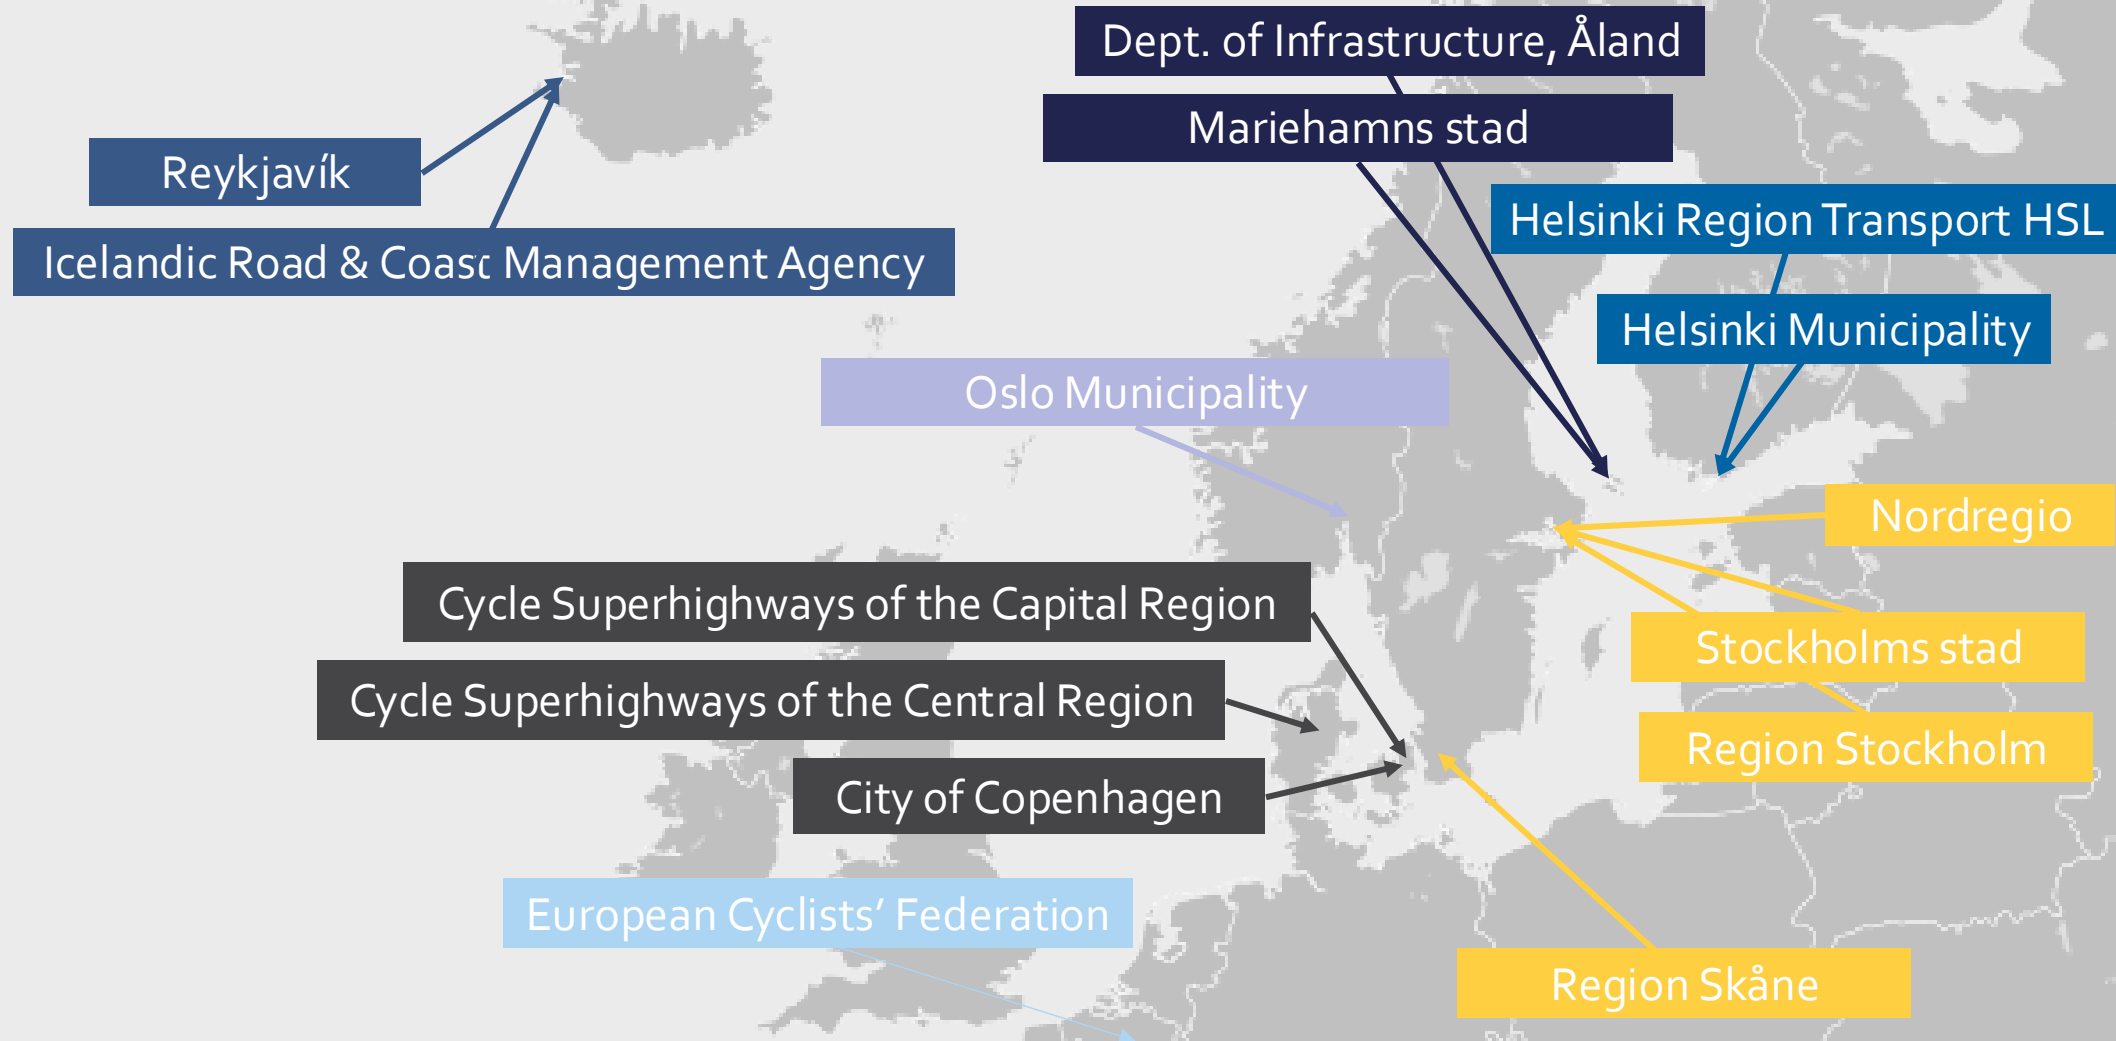 Dept. of Infrastructure, Åland
Mariehamns stad
Reykjavík
Helsinki Region Transport HSL
Icelandic Road & Coast Management Agency
Helsinki Municipality
Oslo Municipality
Nordregio
Cycle Superhighways of the Capital Region
Stockholms stad
Cycle Superhighways of the Central Region
Region Stockholm
City of Copenhagen
European Cyclists’ Federation
Region Skåne